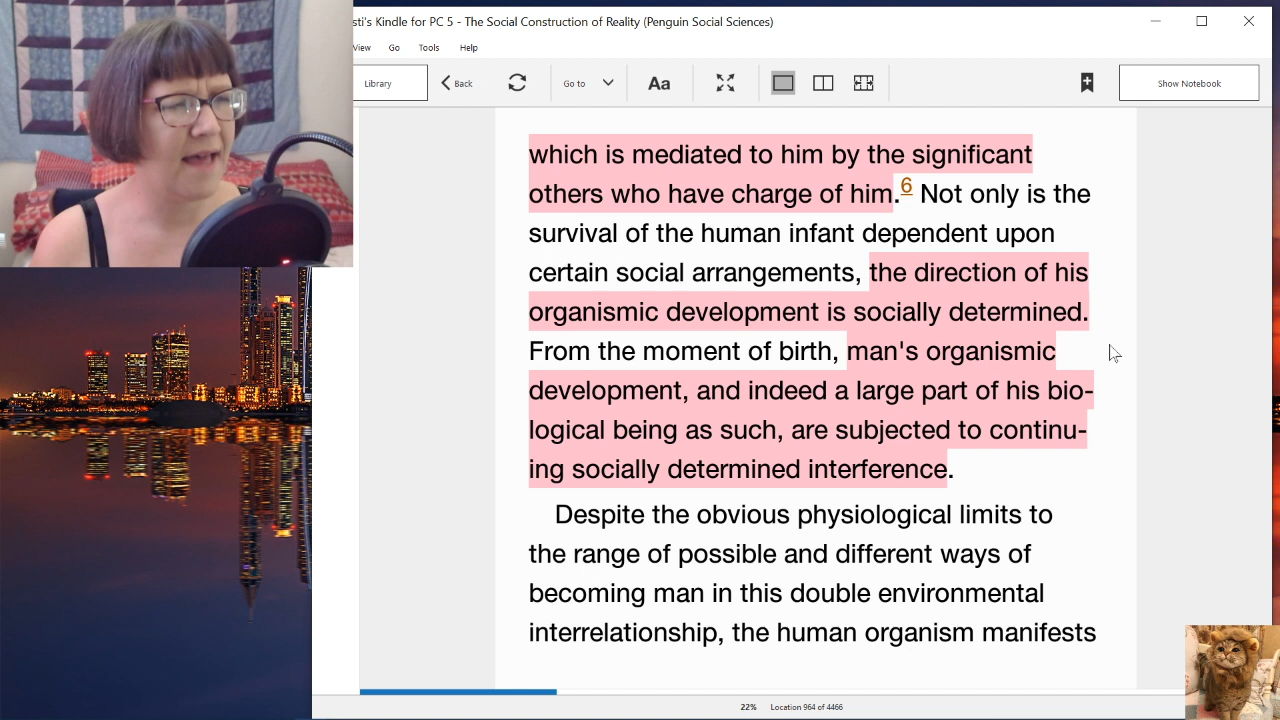 sti's Kindle for PC 5 - The Social Construction of Reality (Penguin Social Sciences)
View Go Tools Help
Library Back Go to Aa Show Notebook
which is mediated to him by the significant
others who have charge of him.6 Not only is the
survival of the human infant dependent upon
certain social arrangements, the direction of his
organismic development is socially determined.
From the moment of birth, man's organismic
development, and indeed a large part of his bio-
logical being as such, are subjected to continu-
ing socially determined interference.
Despite the obvious physiological limits to
the range of possible and different ways of
becoming man in this double environmental
interrelationship, the human organism manifests
22% Location 964 of 4466